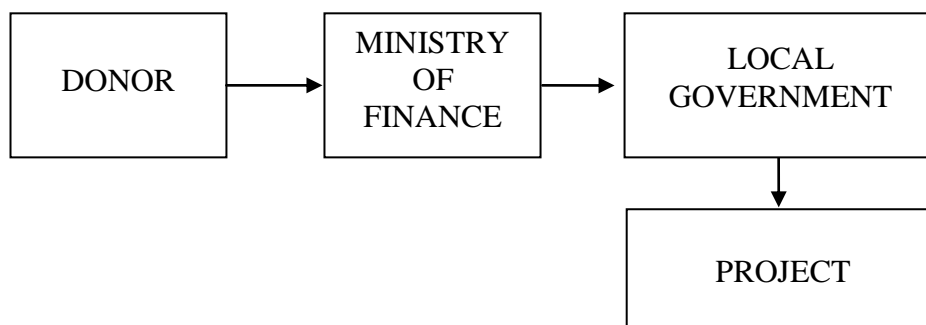 DONOR
MINISTRY
OF
FINANCE
LOCAL
GOVERNMENT
PROJECT